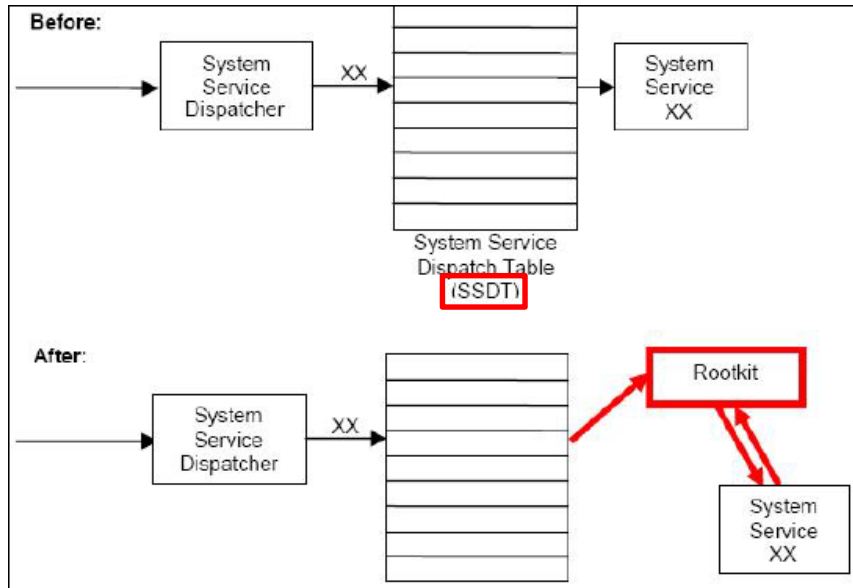 Before:
System
Service
Dispatcher
XX
System
Service
XX
System Service
Dispatch Table
(SSDT)
After:
System
Service
Dispatcher
XX
Rootkit
System
Service
XX